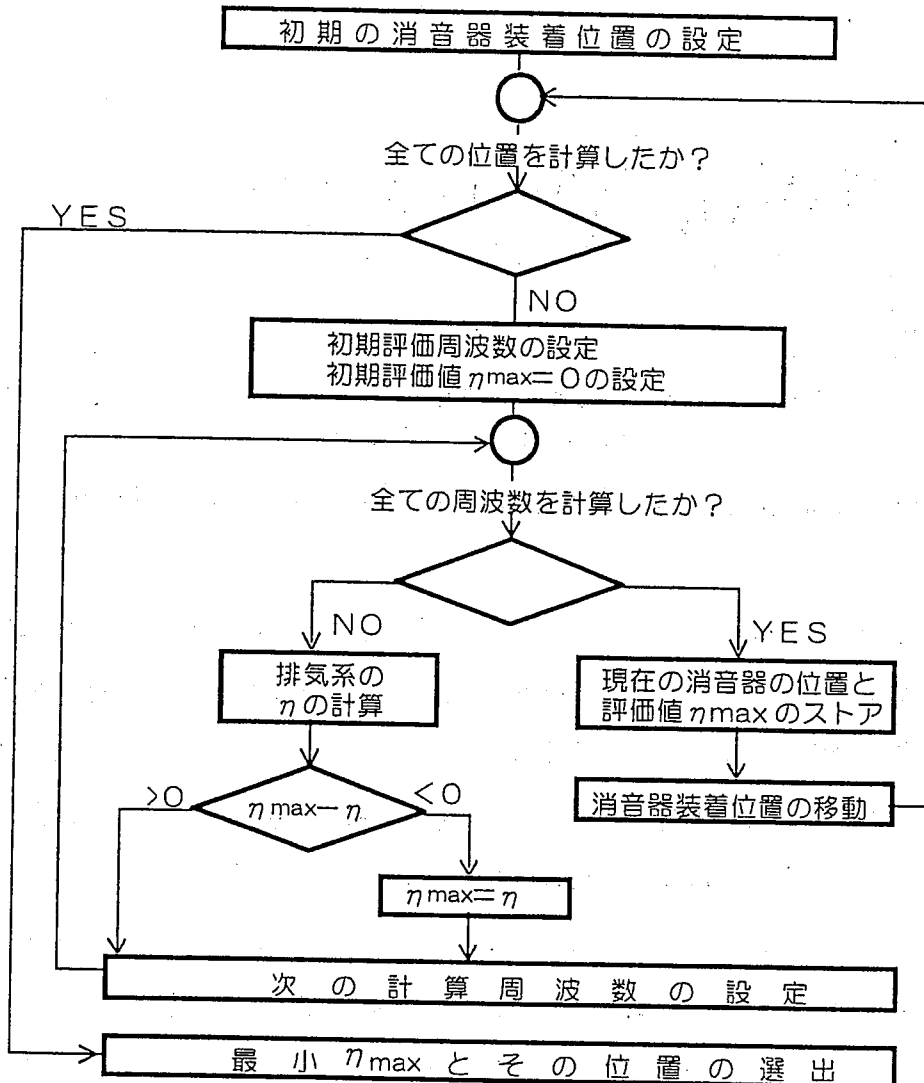 初期の消音器装着位置の設定
全ての位置を計算したか？
YES
NO
初期評価周波数の設定
初期評価値ηmax＝0の設定
全ての周波数を計算したか？
NO
YES
排気系の
ηの計算
現在の消音器の位置と
評価値ηmaxのストア
>0
ηmax－η
<0
消音器装着位置の移動
ηmax＝η
次の計算周波数の設定
最小ηmaxとその位置の選出